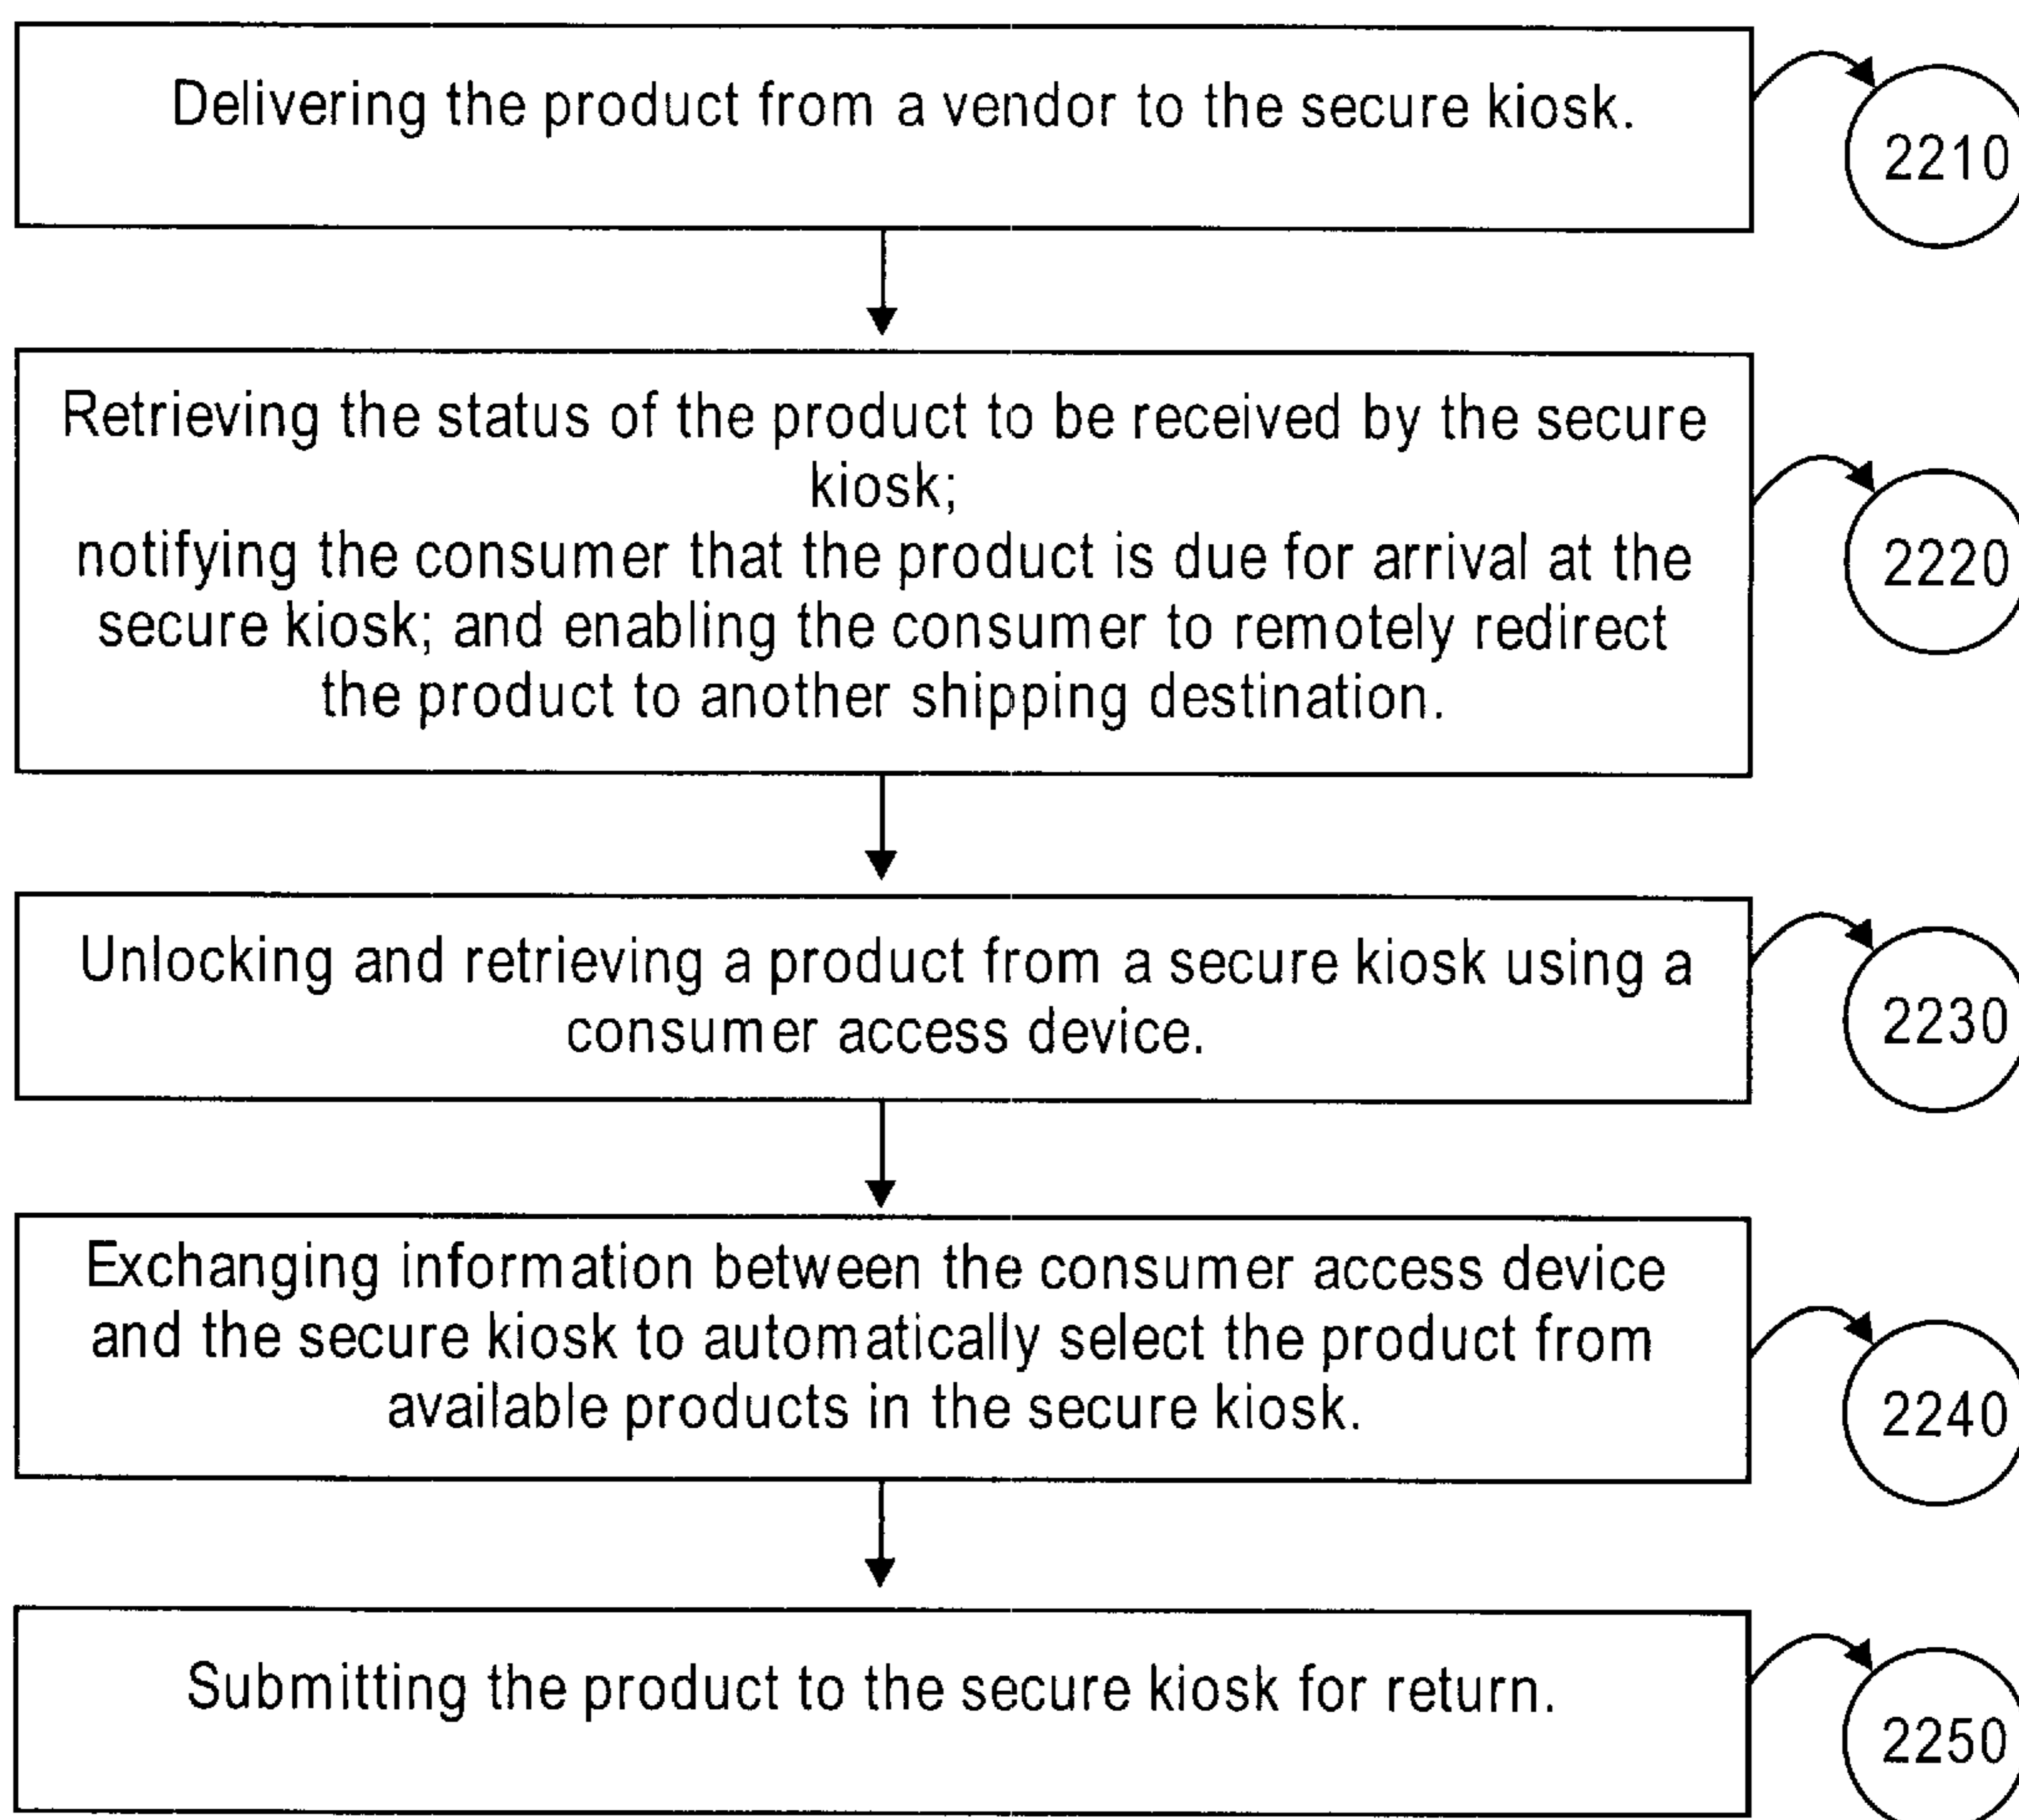 Delivering the product from a vendor to the secure kiosk.
2210
Retrieving the status of the product to be received by the secure
kiosk;
notifying the consumer that the product is due for arrival at the
secure kiosk; and enabling the consumer to remotely redirect
the product to another shipping destination.
2220
Unlocking and retrieving a product from a secure kiosk using a
consumer access device.
2230
Exchanging information between the consumer access device
and the secure kiosk to automatically select the product from
available products in the secure kiosk.
2240
Submitting the product to the secure kiosk for return.
2250